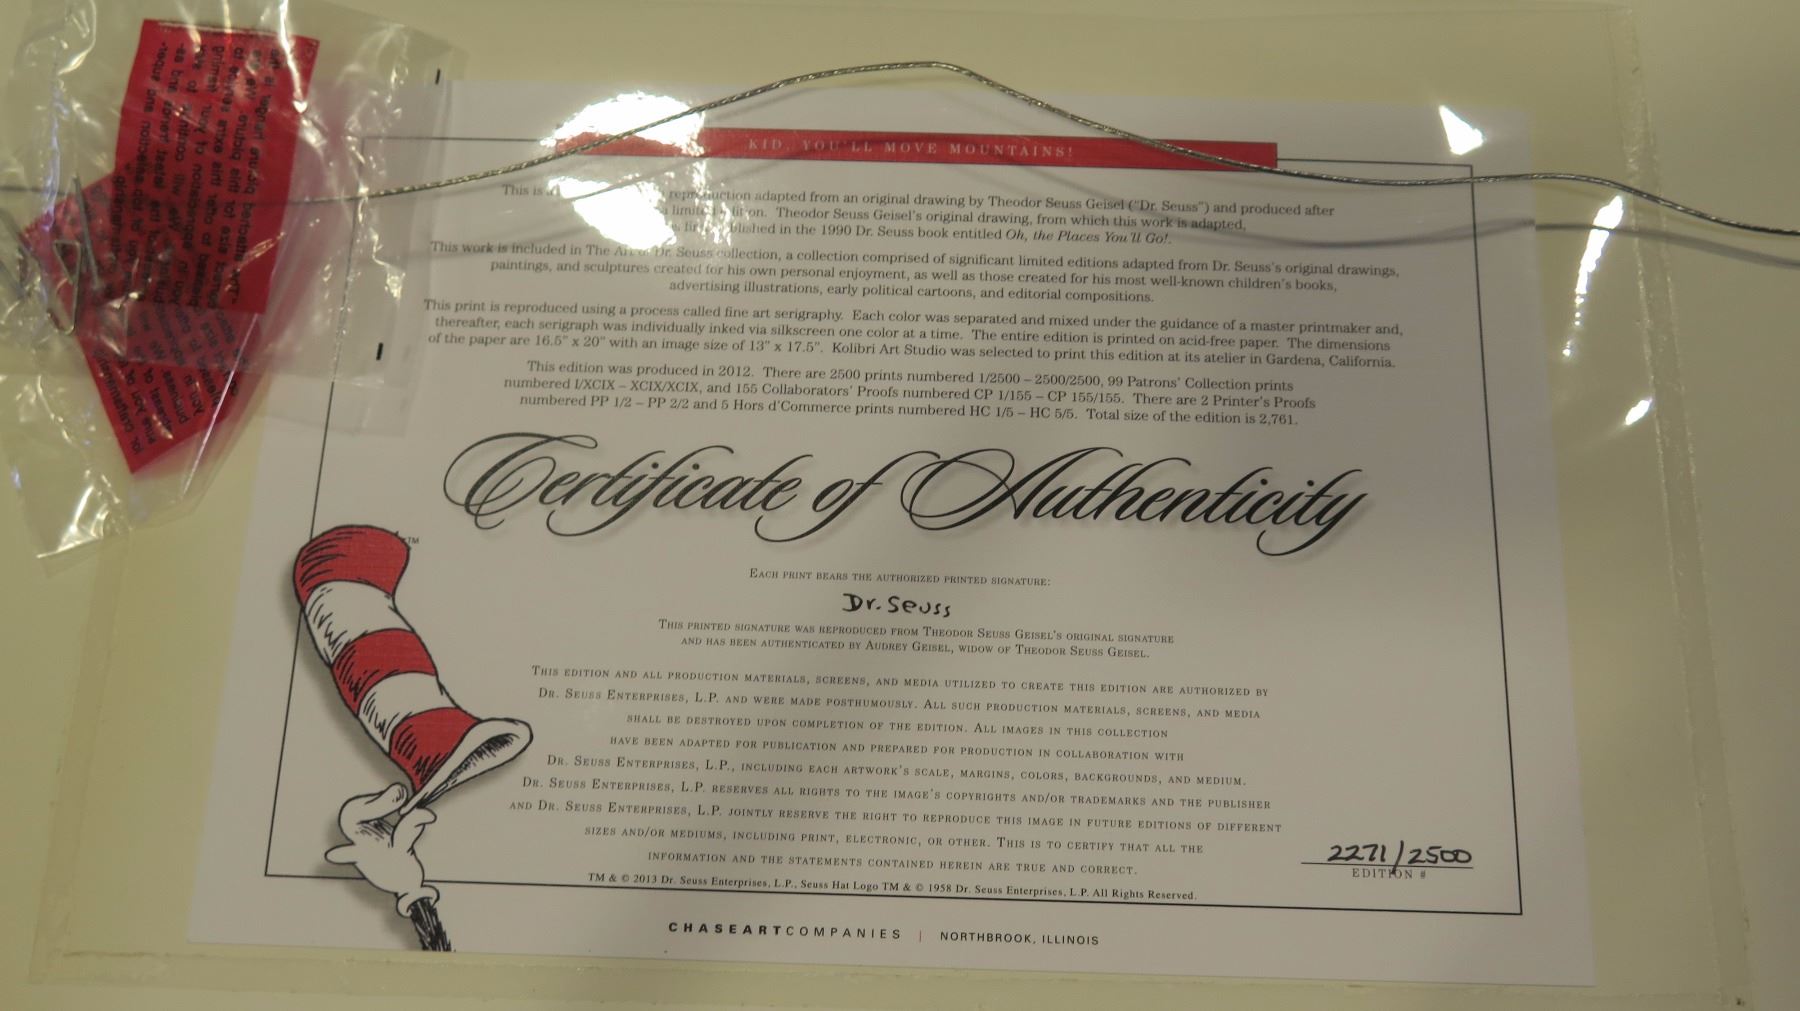 KID, YOU'LL MOVE MOUNTAINS!
This is a reproduction adapted from an original drawing by Theodor Seuss Geisel ("Dr. Seuss") and produced after
limited edition. Theodor Seuss Geisel's original drawing, from which this work is adapted,
published in the 1990 Dr. Seuss book entitled Oh, the Places You'll Go!.
This work is included in The Art of Dr. Seuss collection, a collection comprised of significant limited editions adapted from Dr. Seuss's original drawings,
paintings, and sculptures created for his own personal enjoyment, as well as those created for his most well-known children's books,
advertising illustrations, early political cartoons, and editorial compositions.
This print is reproduced using a process called fine art serigraphy. Each color was separated and mixed under the guidance of a master printmaker and,
thereafter, each serigraph was individually inked via silkscreen one color at a time. The entire edition is printed on acid-free paper. The dimensions
of the paper are 16.5" x 20" with an image size of 13" x 17.5". Kolibri Art Studio was selected to print this edition at its atelier in Gardena, California.
This edition was produced in 2012. There are 2500 prints numbered 1/2500 – 2500/2500, 99 Patrons' Collection prints
numbered I/XCIX – XCIX/XCIX, and 155 Collaborators' Proofs numbered CP 1/155 – CP 155/155. There are 2 Printer's Proofs
numbered PP 1/2 – PP 2/2 and 5 Hors d'Commerce prints numbered HC 1/5 – HC 5/5. Total size of the edition is 2,761.
Certificate of Authenticity
TM
EACH PRINT BEARS THE AUTHORIZED PRINTED SIGNATURE:
Dr. Seuss
THIS PRINTED SIGNATURE WAS REPRODUCED FROM THEODOR SEUSS GEISEL'S ORIGINAL SIGNATURE
AND HAS BEEN AUTHENTICATED BY AUDREY GEISEL, WIDOW OF THEODOR SEUSS GEISEL.
THIS EDITION AND ALL PRODUCTION MATERIALS, SCREENS, AND MEDIA UTILIZED TO CREATE THIS EDITION ARE AUTHORIZED BY
DR. SEUSS ENTERPRISES, L.P. AND WERE MADE POSTHUMOUSLY. ALL SUCH PRODUCTION MATERIALS, SCREENS, AND MEDIA
SHALL BE DESTROYED UPON COMPLETION OF THE EDITION. ALL IMAGES IN THIS COLLECTION
HAVE BEEN ADAPTED FOR PUBLICATION AND PREPARED FOR PRODUCTION IN COLLABORATION WITH
DR. SEUSS ENTERPRISES, L.P., INCLUDING EACH ARTWORK'S SCALE, MARGINS, COLORS, BACKGROUNDS, AND MEDIUM.
DR. SEUSS ENTERPRISES, L.P. RESERVES ALL RIGHTS TO THE IMAGE'S COPYRIGHTS AND/OR TRADEMARKS AND THE PUBLISHER
AND DR. SEUSS ENTERPRISES, L.P. JOINTLY RESERVE THE RIGHT TO REPRODUCE THIS IMAGE IN FUTURE EDITIONS OF DIFFERENT
SIZES AND/OR MEDIUMS, INCLUDING PRINT, ELECTRONIC, OR OTHER. THIS IS TO CERTIFY THAT ALL THE
INFORMATION AND THE STATEMENTS CONTAINED HEREIN ARE TRUE AND CORRECT.
TM & © 2013 Dr. Seuss Enterprises, L.P., Seuss Hat Logo TM & © 1958 Dr. Seuss Enterprises, L.P. All Rights Reserved.
2271/2500
EDITION #
CHASEARTCOMPANIES | NORTHBROOK, ILLINOIS